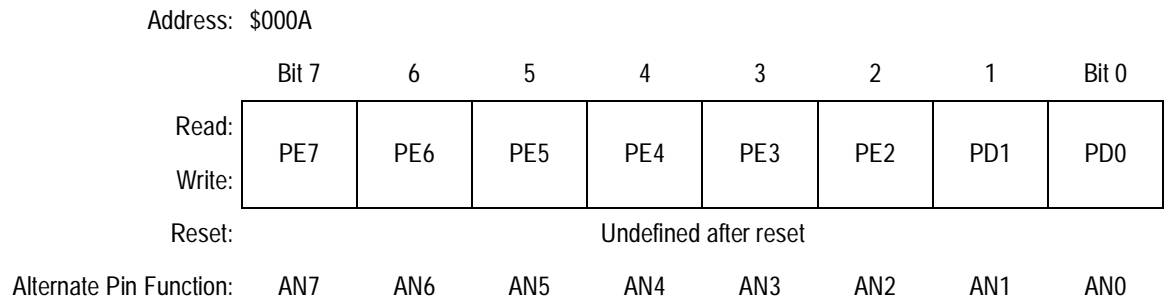 Address: $000A
Bit 7 6 5 4 3 2 1 Bit 0
Read:
PE7 PE6 PE5 PE4 PE3 PE2 PD1 PD0
Write:
Reset: Undefined after reset
Alternate Pin Function: AN7 AN6 AN5 AN4 AN3 AN2 AN1 AN0